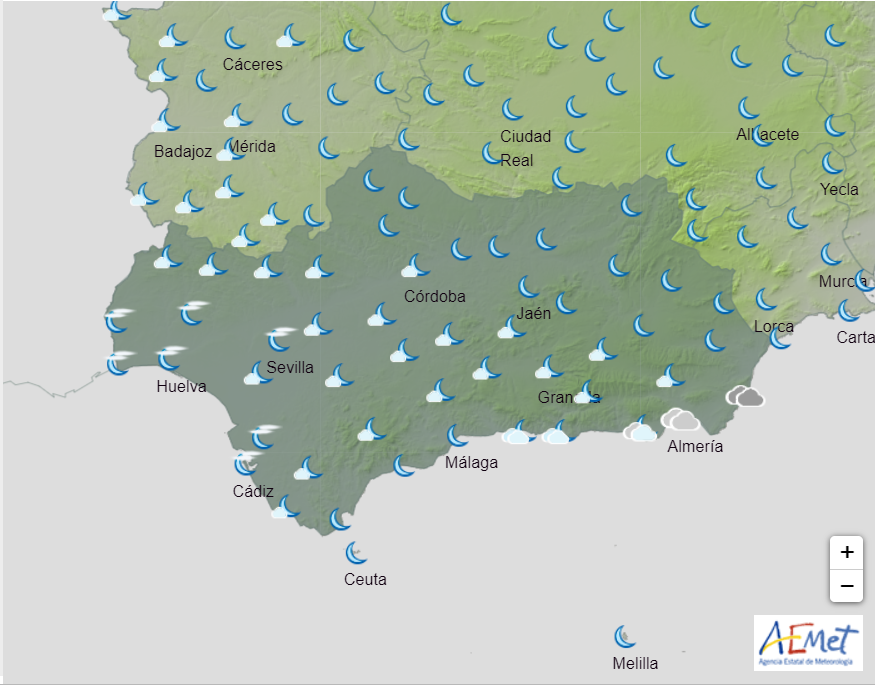 Cáceres
Ciudad
Real
Albacete
Badajoz
Mérida
Yecla
Córdoba
Murcia
Jaén
Lorca
Carta
Sevilla
Huelva
Granada
Almería
Málaga
Cádiz
Ceuta
+
−
AEMet
Agencia Estatal de Meteorología
Melilla